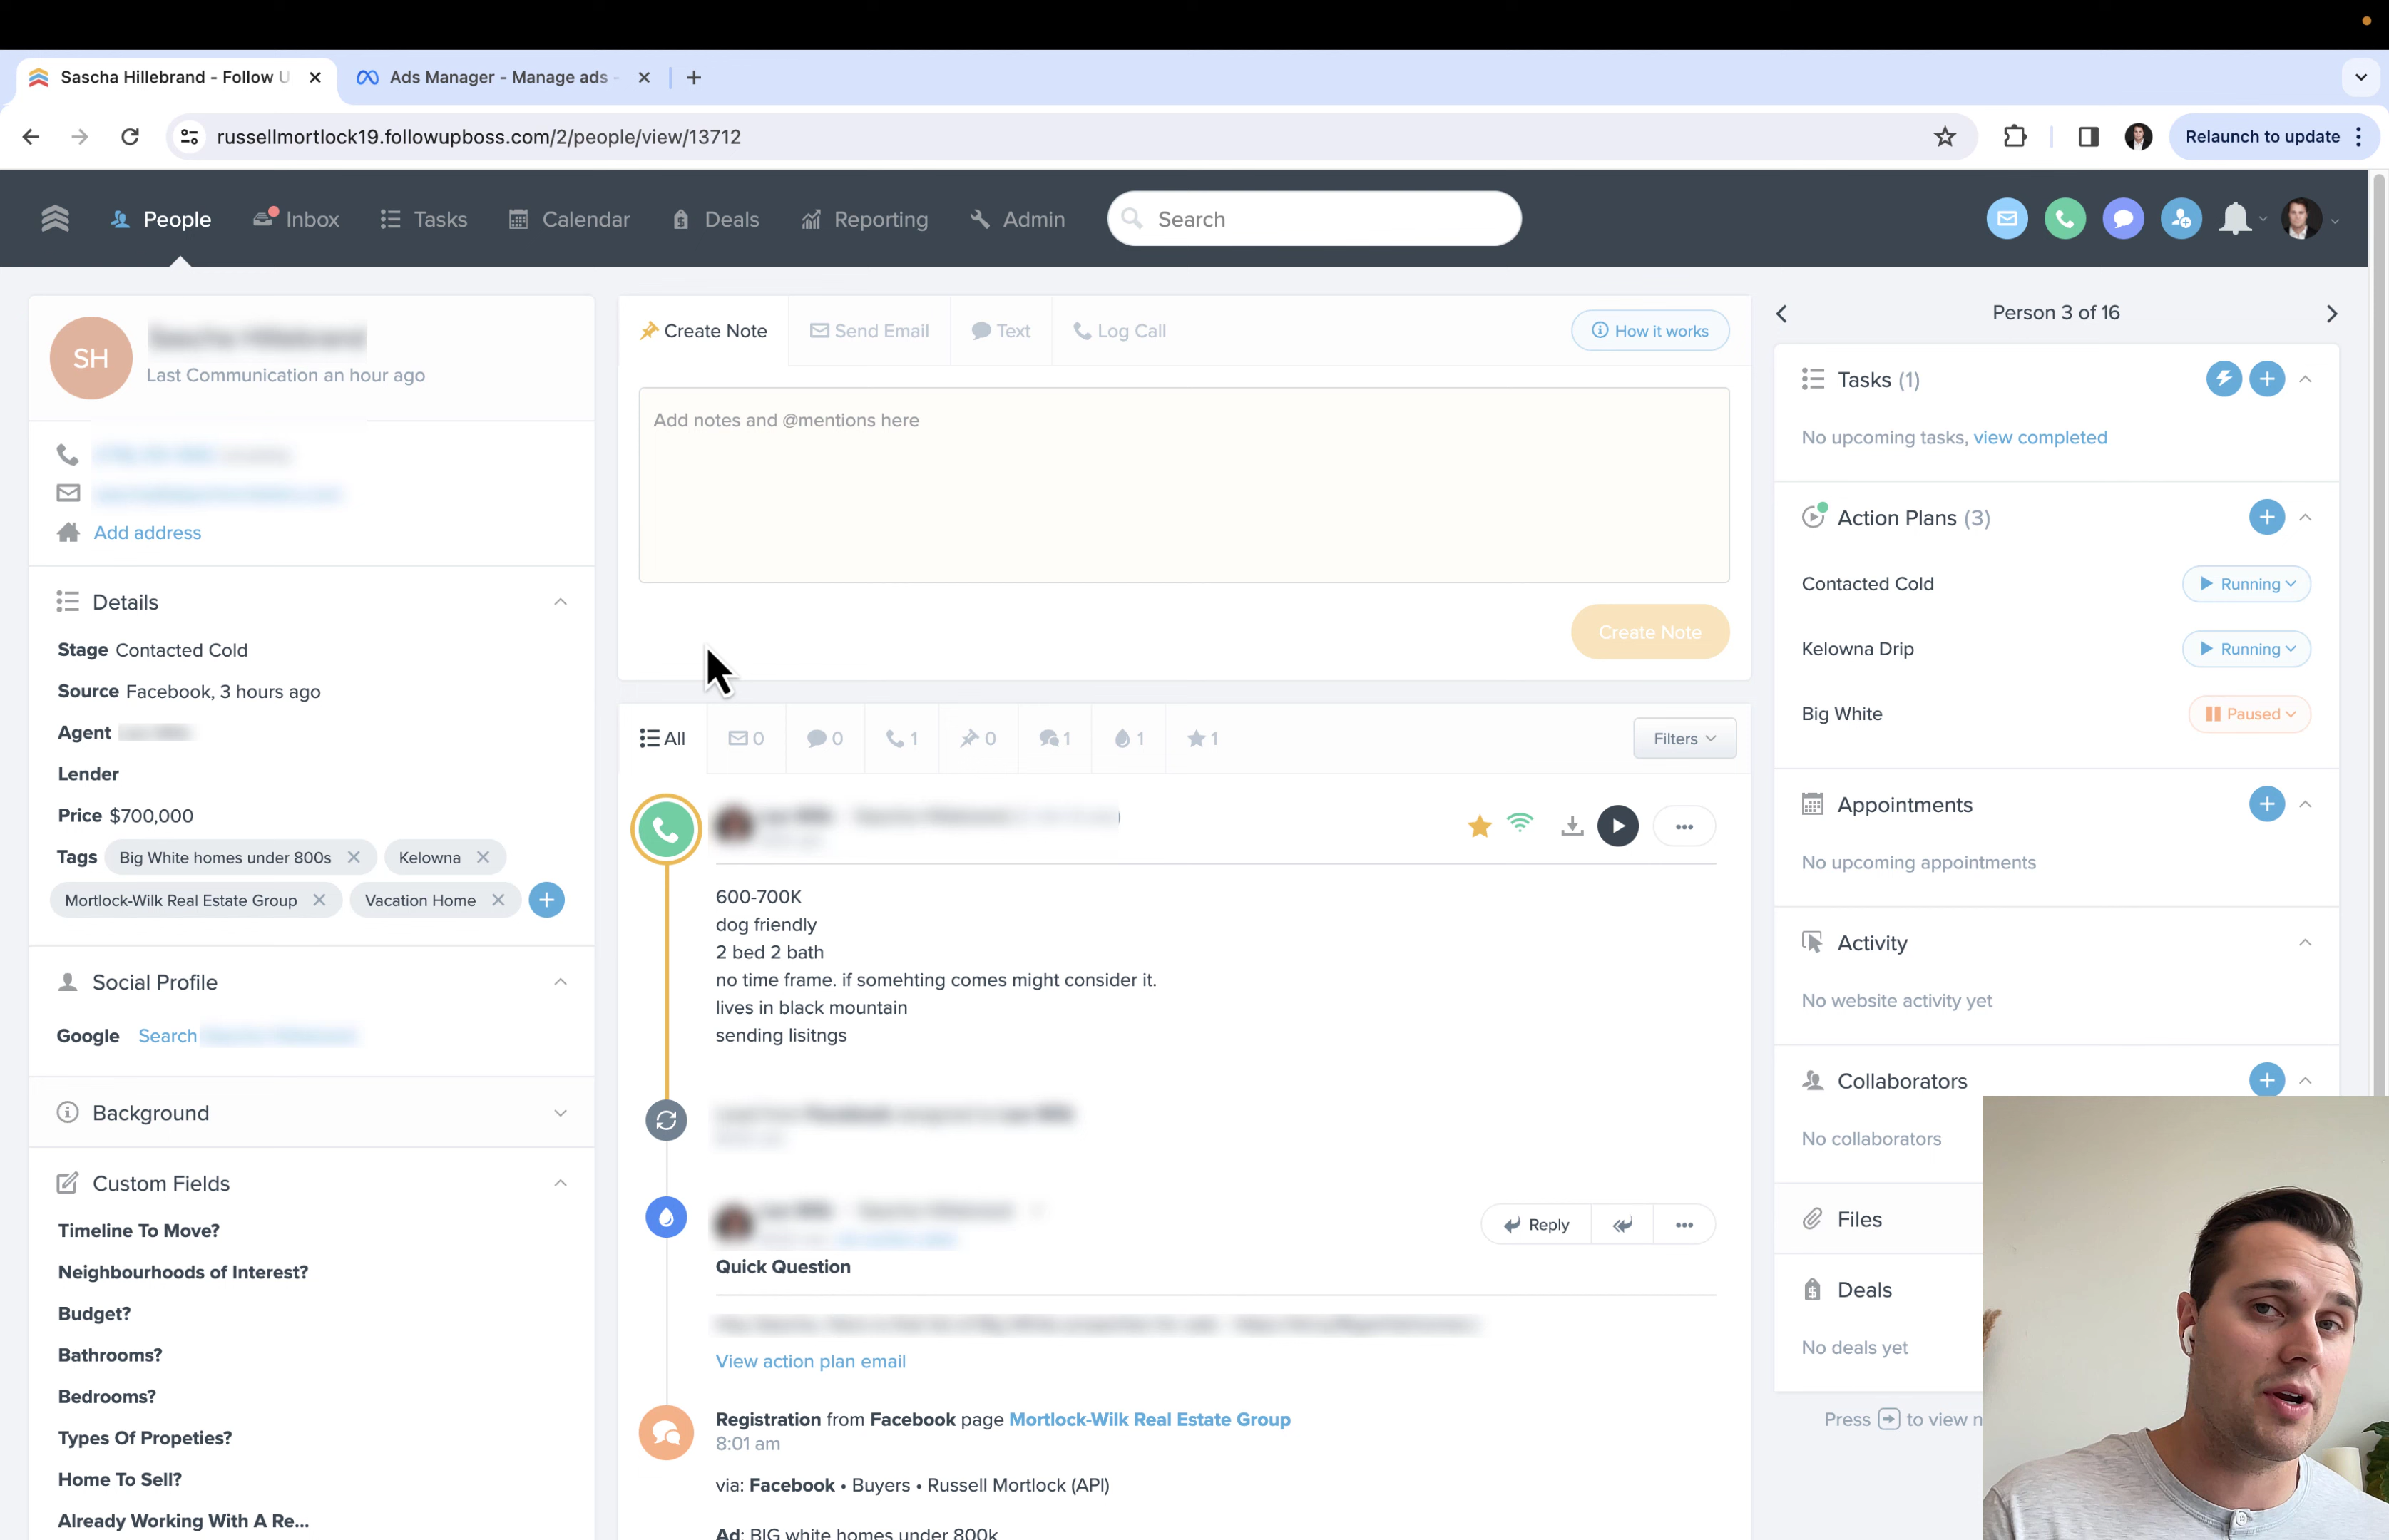 Sascha Hillebrand - Follow U
Ads Manager - Manage ads -
russellmortlock19.followupboss.com/2/people/view/13712
Relaunch to update
People
Inbox
Tasks
Calendar
Deals
Reporting
Admin
Search
SH
Last Communication an hour ago
Add address
Details
Stage Contacted Cold
Source Facebook, 3 hours ago
Agent
Lender
Price $700,000
Tags Big White homes under 800s Kelowna
Mortlock-Wilk Real Estate Group Vacation Home
Social Profile
Google Search
Background
Custom Fields
Timeline To Move?
Neighbourhoods of Interest?
Budget?
Bathrooms?
Bedrooms?
Types Of Propeties?
Home To Sell?
Already Working With A Re...
Create Note
Send Email
Text
Log Call
How it works
Add notes and @mentions here
Create Note
All
0
0
1
0
1
1
1
Filters
600-700K
dog friendly
2 bed 2 bath
no time frame. if somehting comes might consider it.
lives in black mountain
sending lisitngs
Reply
Quick Question
View action plan email
Registration from Facebook page Mortlock-Wilk Real Estate Group
8:01 am
via: Facebook • Buyers • Russell Mortlock (API)
Ad: BIG white homes under 800k
Person 3 of 16
Tasks (1)
No upcoming tasks, view completed
Action Plans (3)
Contacted Cold Running
Kelowna Drip Running
Big White Paused
Appointments
No upcoming appointments
Activity
No website activity yet
Collaborators
No collaborators
Files
Deals
No deals yet
Press to view n